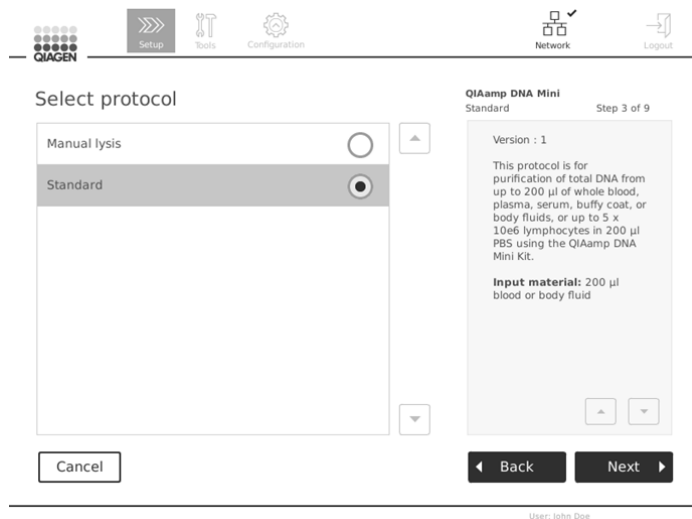 Setup
Tools
Configuration
Network
Logout
QIAGEN
Select protocol
QIAamp DNA Mini
Standard Step 3 of 9
Manual lysis
Standard
Version : 1
This protocol is for
purification of total DNA from
up to 200 µl of whole blood,
plasma, serum, buffy coat, or
body fluids, or up to 5 x
10e6 lymphocytes in 200 µl
PBS using the QIAamp DNA
Mini Kit.
Input material: 200 µl
blood or body fluid
Cancel
Back
Next
User: John Doe